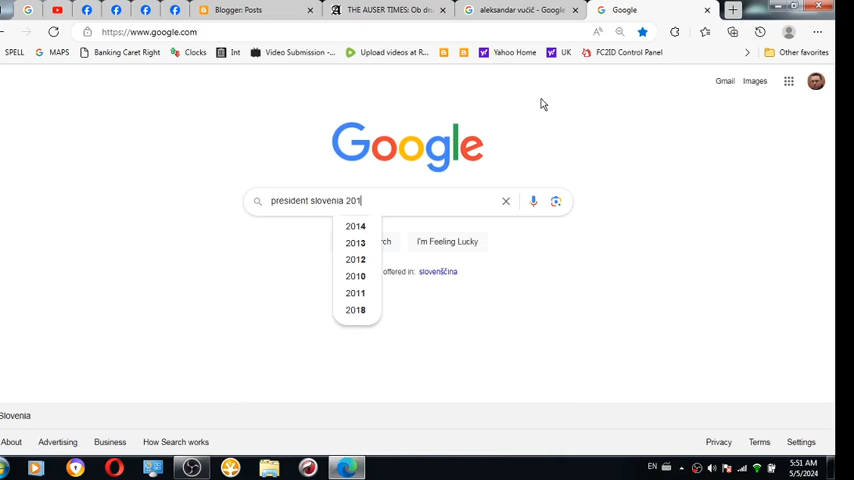 Blogger: Posts
THE AUSER TIMES: Ob dn
aleksandar vučić - Google
Google
https://www.google.com
SPELL
MAPS
Banking Caret Right
Clocks
Int
Video Submission -...
Upload videos at R...
Yahoo Home
UK
FC2ID Control Panel
Other favorites
Gmail
Images
Google
president slovenia 201
2014
2013
2012
2010
2011
2018
rch
I'm Feeling Lucky
offered in: slovenščina
Slovenia
About
Advertising
Business
How Search works
Privacy
Terms
Settings
EN
5:51 AM
5/5/2024